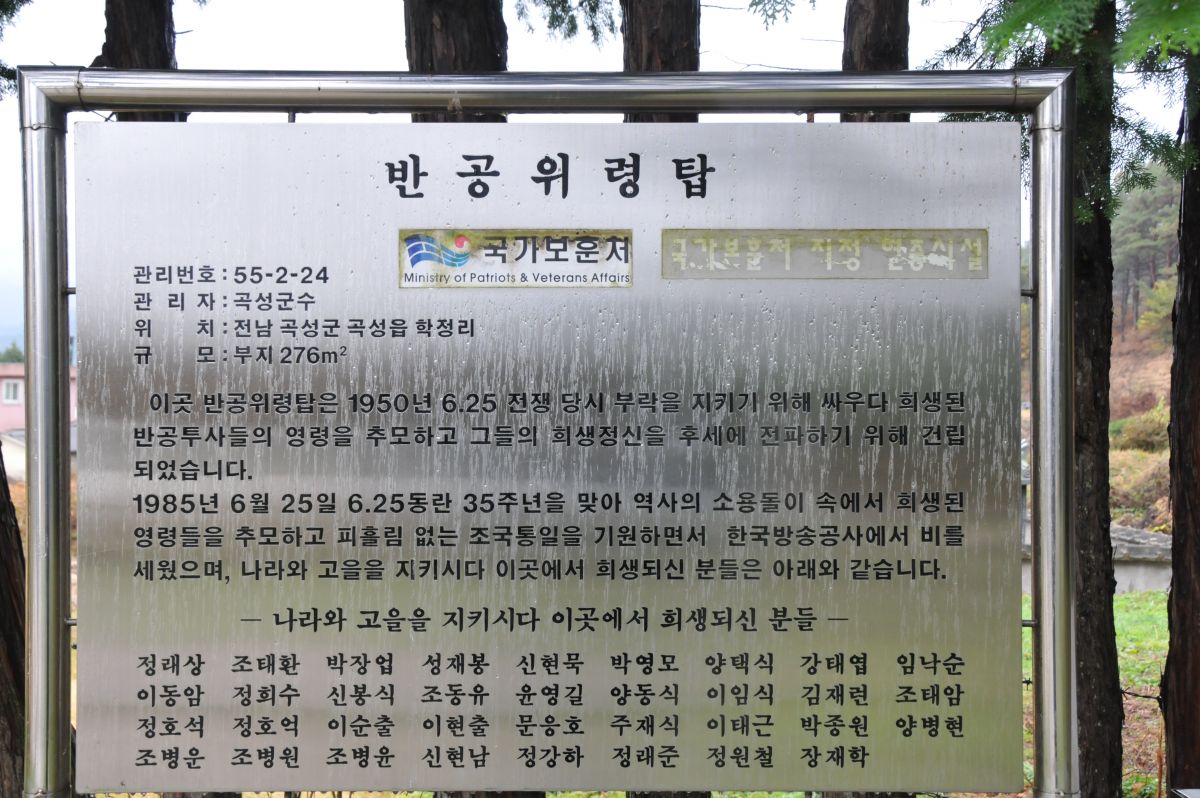 반공위령탑
국가보훈처
국가보훈처 지정 현충시설
Ministry of Patriots & Veterans Affairs
관리번호 : 55-2-24
관 리 자 : 곡성군수
위 치 : 전남 곡성군 곡성읍 학정리
규 모 : 부지 276m²
이곳 반공위령탑은 1950년 6.25 전쟁 당시 부락을 지키기 위해 싸우다 희생된
반공투사들의 영령을 추모하고 그들의 희생정신을 후세에 전파하기 위해 건립
되었습니다.
1985년 6월 25일 6.25동란 35주년을 맞아 역사의 소용돌이 속에서 희생된
영령들을 추모하고 피흘림 없는 조국통일을 기원하면서 한국방송공사에서 비를
세웠으며, 나라와 고을을 지키시다 이곳에서 희생되신 분들은 아래와 같습니다.
― 나라와 고을을 지키시다 이곳에서 희생되신 분들 ―
정래상 조태환 박장업 성재봉 신현묵 박영모 양택식 강태엽 임낙순
이동암 정희수 신봉식 조동유 윤영길 양동식 이임식 김재련 조태암
정호석 정호억 이순출 이현출 문응호 주재식 이태근 박종원 양병현
조병운 조병원 조병윤 신현남 정강하 정래준 정원철 장재학